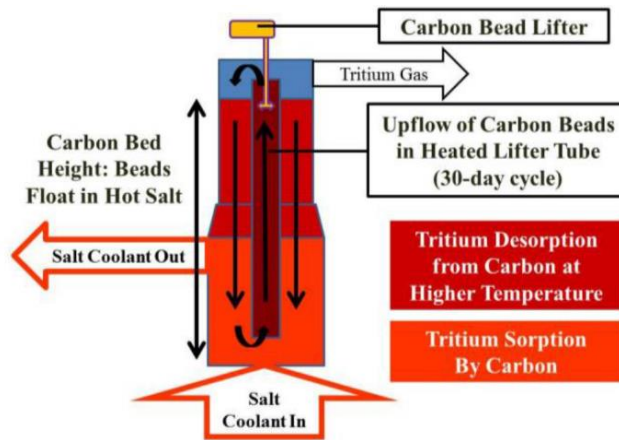 Carbon Bead Lifter
Tritium Gas
Carbon Bed
Height: Beads
Float in Hot Salt
Upflow of Carbon Beads
in Heated Lifter Tube
(30-day cycle)
Salt Coolant Out
Tritium Desorption
from Carbon at
Higher Temperature
Tritium Sorption
By Carbon
Salt
Coolant In